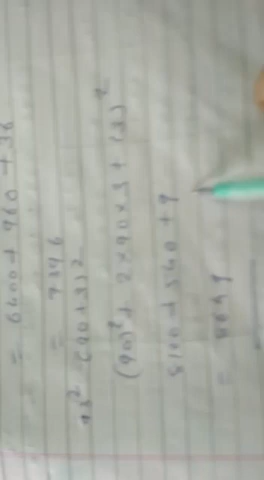 = 6400 + 960 + 36
= 7396
93² (90+3)²
(90)² + 2×90×3 + (3)²
8100 + 540 + 9
= 8649